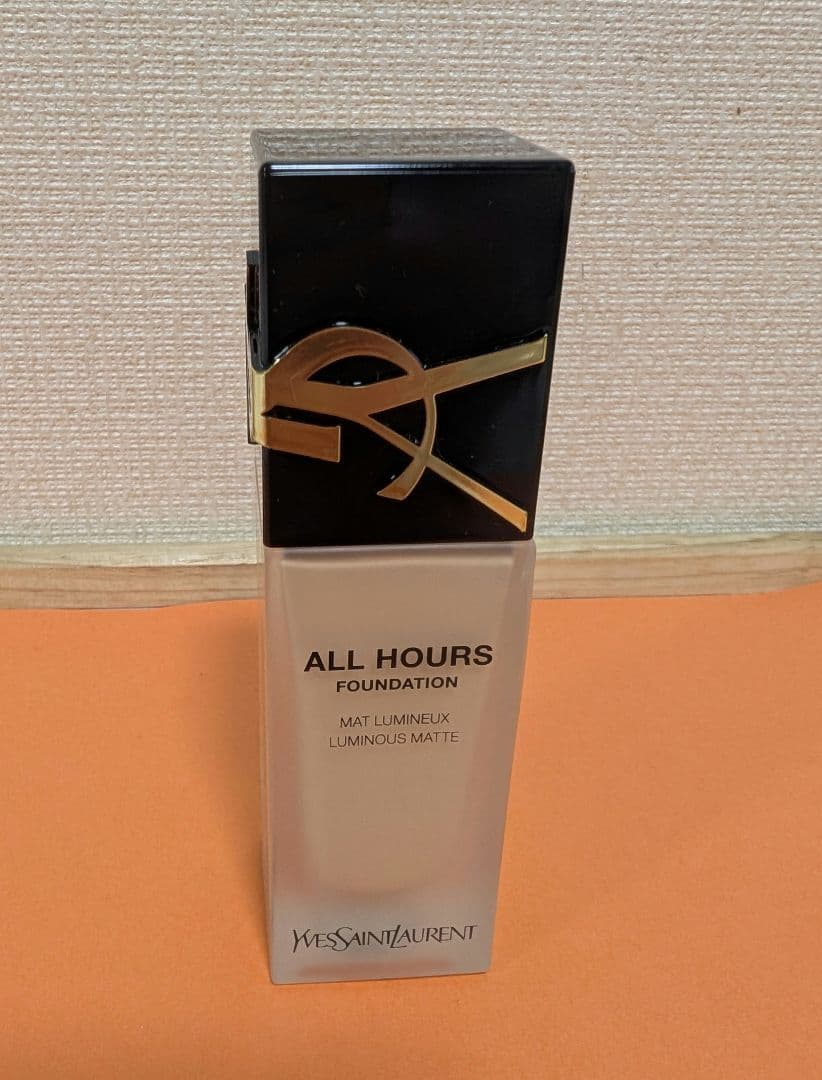 ALL HOURS
FOUNDATION
MAT LUMINEUX
LUMINOUS MATTE
YVESSAINTLAURENT